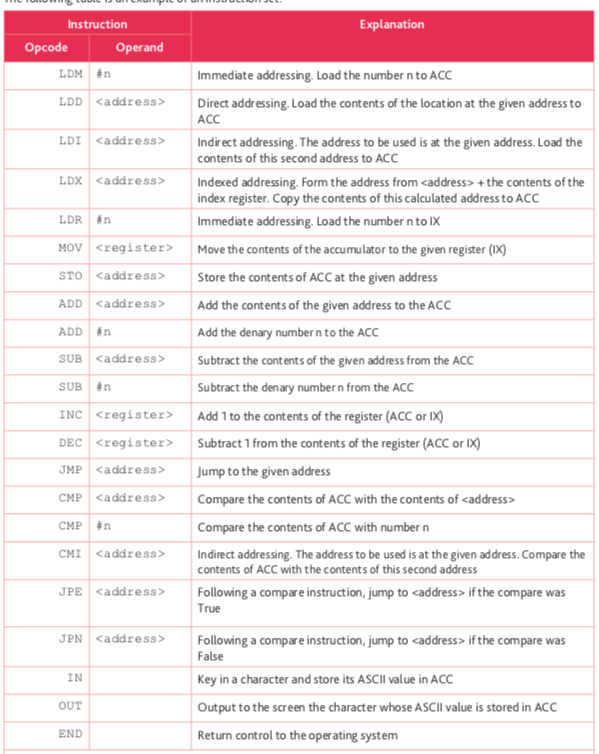 The following table is an example of an instruction set:
Instruction Explanation
Opcode Operand
LDM #n Immediate addressing. Load the number n to ACC
LDD <address> Direct addressing. Load the contents of the location at the given address to
ACC
LDI <address> Indirect addressing. The address to be used is at the given address. Load the
contents of this second address to ACC
LDX <address> Indexed addressing. Form the address from <address> + the contents of the
index register. Copy the contents of this calculated address to ACC
LDR #n Immediate addressing. Load the number n to IX
MOV <register> Move the contents of the accumulator to the given register (IX)
STO <address> Store the contents of ACC at the given address
ADD <address> Add the contents of the given address to the ACC
ADD #n Add the denary number n to the ACC
SUB <address> Subtract the contents of the given address from the ACC
SUB #n Subtract the denary number n from the ACC
INC <register> Add 1 to the contents of the register (ACC or IX)
DEC <register> Subtract 1 from the contents of the register (ACC or IX)
JMP <address> Jump to the given address
CMP <address> Compare the contents of ACC with the contents of <address>
CMP #n Compare the contents of ACC with number n
CMI <address> Indirect addressing. The address to be used is at the given address. Compare the
contents of ACC with the contents of this second address
JPE <address> Following a compare instruction, jump to <address> if the compare was
True
JPN <address> Following a compare instruction, jump to <address> if the compare was
False
IN Key in a character and store its ASCII value in ACC
OUT Output to the screen the character whose ASCII value is stored in ACC
END Return control to the operating system